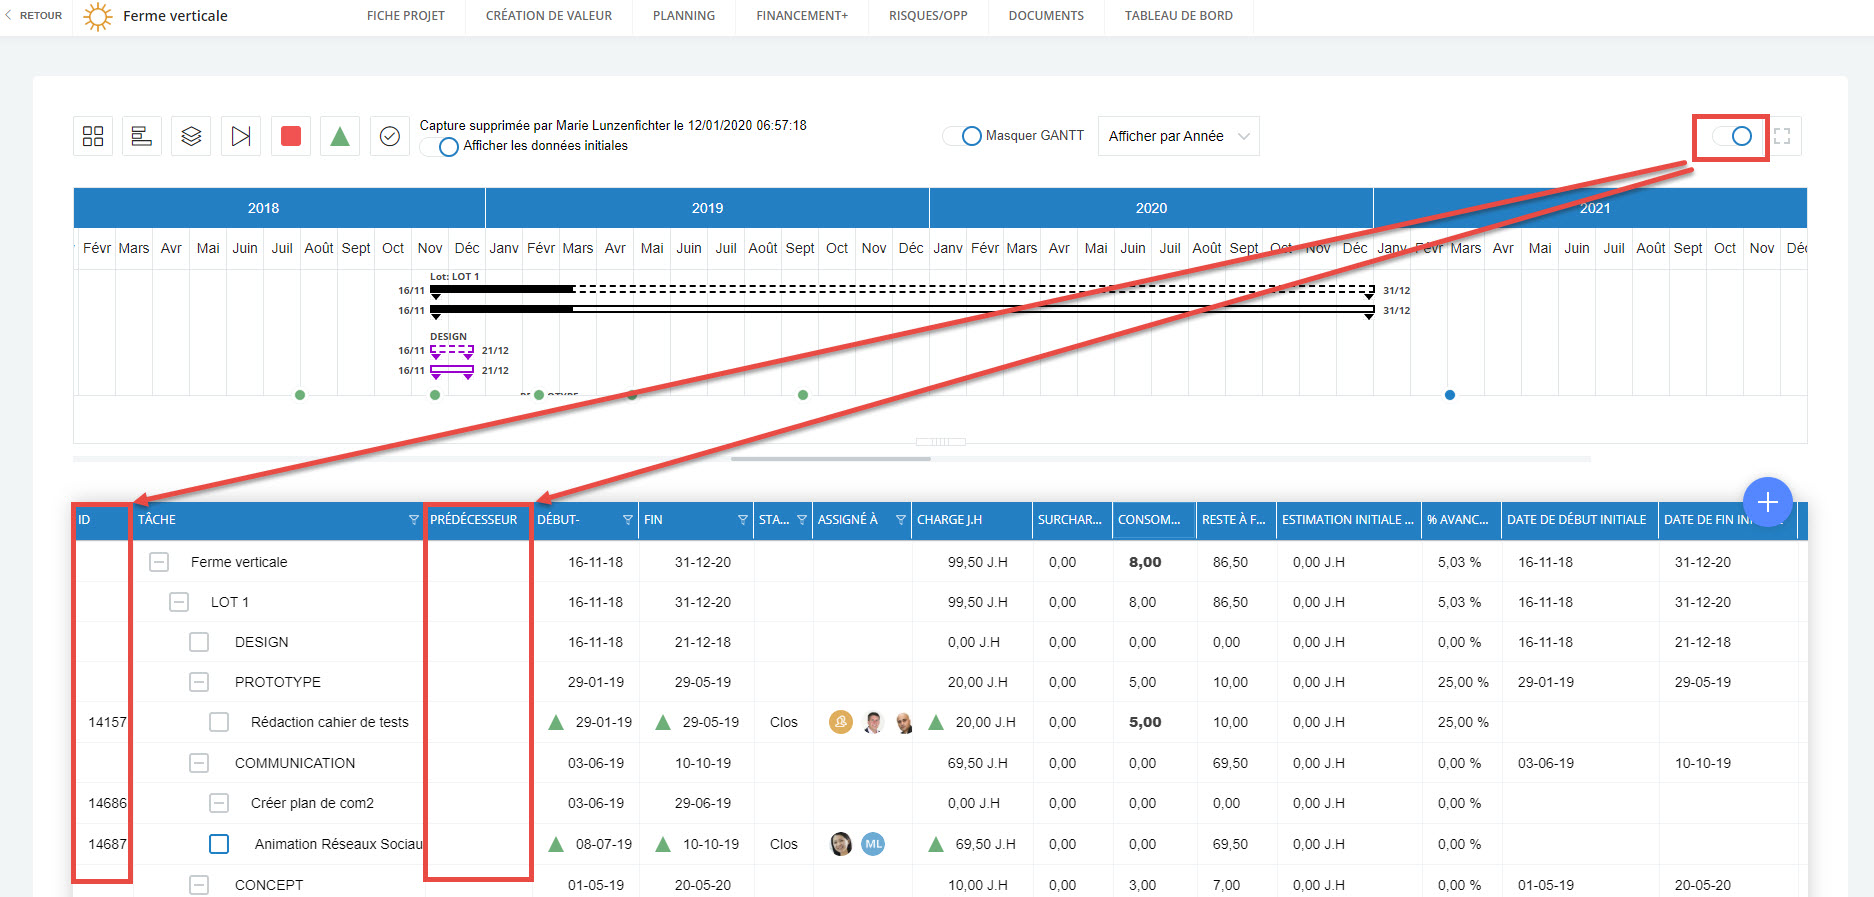 RETOUR
Ferme verticale
FICHE PROJET
CRÉATION DE VALEUR
PLANNING
FINANCEMENT+
RISQUES/OPP
DOCUMENTS
TABLEAU DE BORD
Capture supprimée par Marie Lunzenfichter le 12/01/2020 06:57:18
Afficher les données initiales
Masquer GANTT
Afficher par Année
2018 2019 2020 2021
Févr Mars Avr Mai Juin Juil Août Sept Oct Nov Déc Janv Févr Mars Avr Mai Juin Juil Août Sept Oct Nov Déc Janv Févr Mars Avr Mai Juin Juil Août Sept Oct Nov Déc Janv Févr Mars Avr Mai Juin Juil Août Sept Oct Nov Déc
Lot: LOT 1
16/11 31/12
16/11 31/12
DESIGN
16/11 21/12
16/11 21/12
ID TÂCHE PRÉDÉCESSEUR DÉBUT- FIN STA... ASSIGNÉ À CHARGE J.H SURCHAR... CONSOM... RESTE À F... ESTIMATION INITIALE ... % AVANC... DATE DE DÉBUT INITIALE DATE DE FIN IN
Ferme verticale 16-11-18 31-12-20 99,50 J.H 0,00 8,00 86,50 0,00 J.H 5,03 % 16-11-18 31-12-20
LOT 1 16-11-18 31-12-20 99,50 J.H 0,00 8,00 86,50 0,00 J.H 5,03 % 16-11-18 31-12-20
DESIGN 16-11-18 21-12-18 0,00 J.H 0,00 0,00 0,00 0,00 J.H 0,00 % 16-11-18 21-12-18
PROTOTYPE 29-01-19 29-05-19 20,00 J.H 0,00 5,00 10,00 0,00 J.H 25,00 % 29-01-19 29-05-19
14157 Rédaction cahier de tests 29-01-19 29-05-19 Clos 20,00 J.H 0,00 5,00 10,00 0,00 J.H 25,00 %
COMMUNICATION 03-06-19 10-10-19 69,50 J.H 0,00 0,00 69,50 0,00 J.H 0,00 % 03-06-19 10-10-19
14686 Créer plan de com2 03-06-19 29-06-19 0,00 J.H 0,00 0,00 0,00 0,00 J.H 0,00 %
14687 Animation Réseaux Sociau 08-07-19 10-10-19 Clos ML 69,50 J.H 0,00 0,00 69,50 0,00 J.H 0,00 %
CONCEPT 01-05-19 20-05-20 10,00 J.H 0,00 3,00 7,00 0,00 J.H 0,00 % 01-05-19 20-05-20